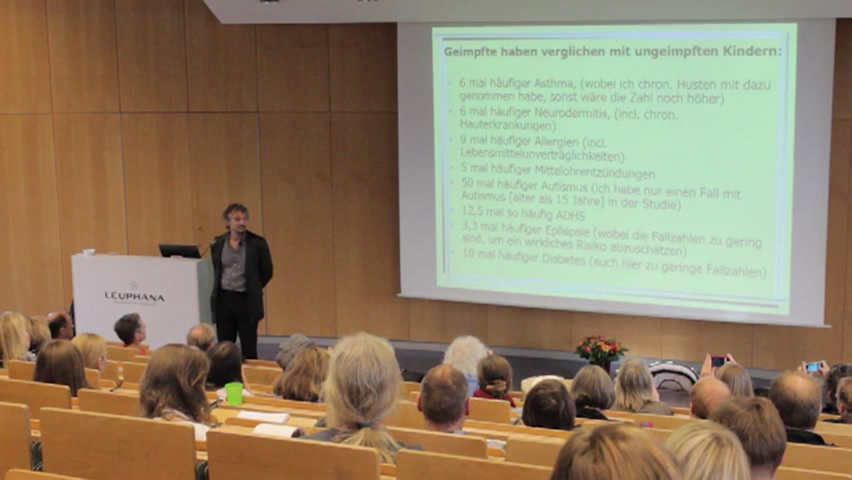 Geimpfte haben verglichen mit ungeimpften Kindern:
6 mal häufiger Asthma, (wobei ich chron. Husten mit dazu
genommen habe, sonst wäre die Zahl noch höher)
6 mal häufiger Neurodermitis, (incl. chron.
Hauterkrankungen)
9 mal häufiger Allergien (incl.
Lebensmittelunverträglichkeiten)
5 mal häufiger Mittelohrentzündungen
50 mal häufiger Autismus (ich habe nur einen Fall mit
Autismus [älter als 15 Jahre] in der Studie)
12,5 mal so häufig ADHS
3,3 mal häufiger Epilepsie (wobei die Fallzahlen zu gering
sind, um ein wirkliches Risiko abzuschätzen)
10 mal häufiger Diabetes (auch hier zu geringe Fallzahlen)
LEUPHANA